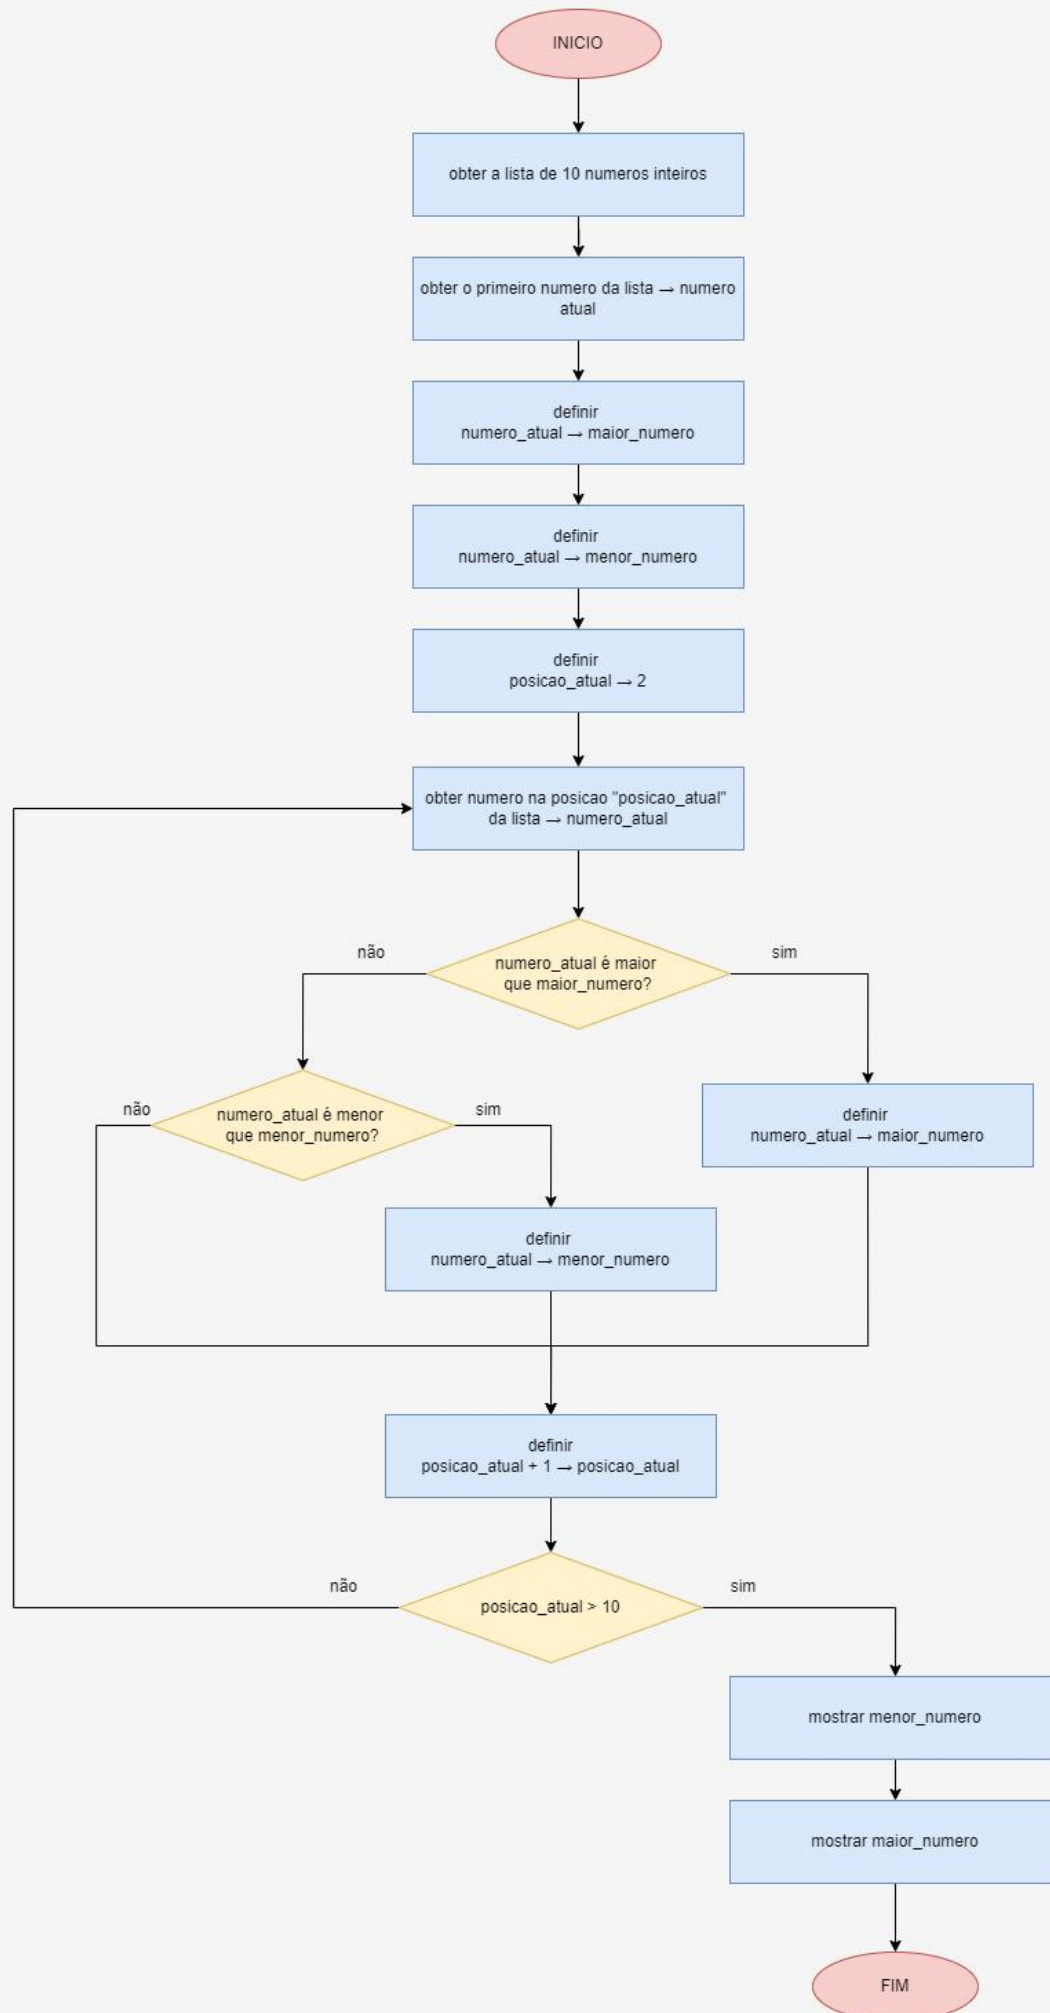 INICIO
obter a lista de 10 numeros inteiros
obter o primeiro numero da lista → numero
atual
definir
numero_atual → maior_numero
definir
numero_atual → menor_numero
definir
posicao_atual → 2
obter numero na posicao "posicao_atual"
da lista → numero_atual
não
numero_atual é maior
que maior_numero?
sim
não
numero_atual é menor
que menor_numero?
sim
definir
numero_atual → maior_numero
definir
numero_atual → menor_numero
definir
posicao_atual + 1 → posicao_atual
não
posicao_atual > 10
sim
mostrar menor_numero
mostrar maior_numero
FIM